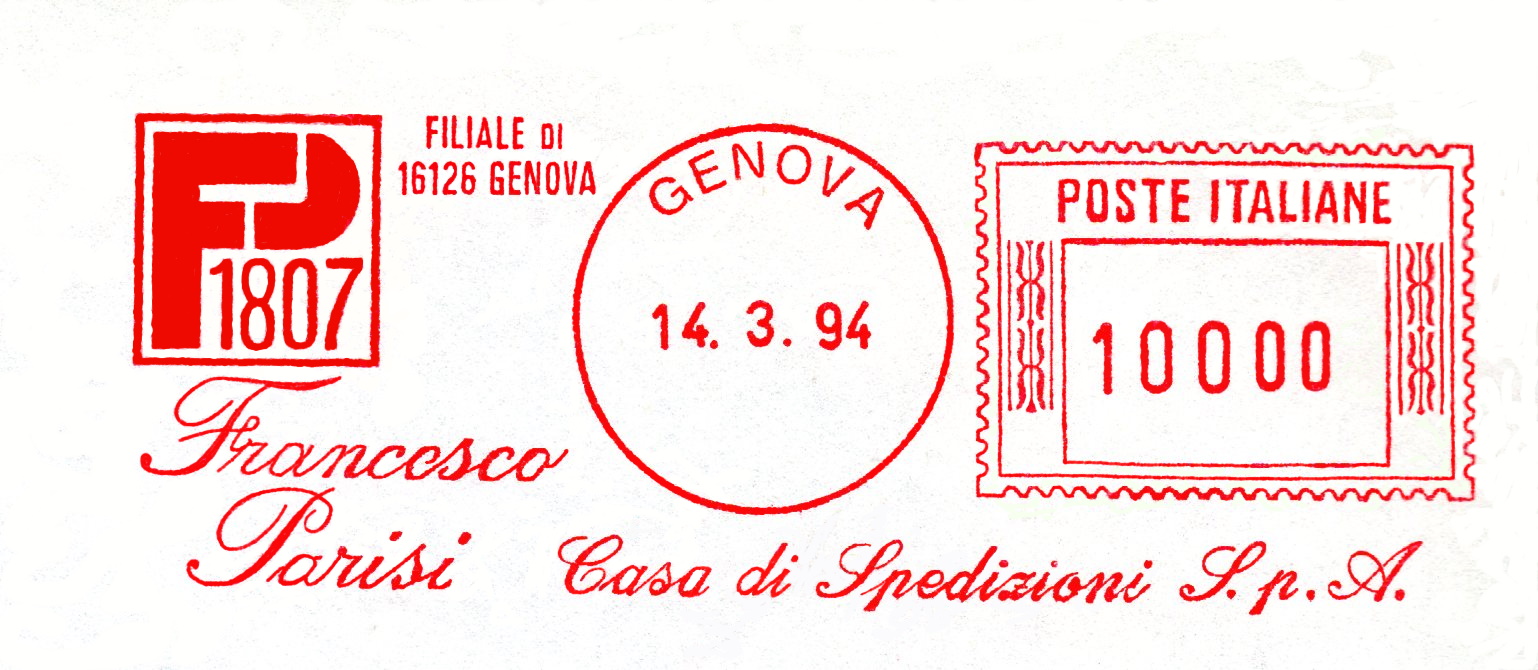 FP
1807
FILIALE DI
16126 GENOVA
Francesco
Parisi
Casa di Spedizioni S.p.A.
GENOVA
14. 3. 94
POSTE ITALIANE
10000